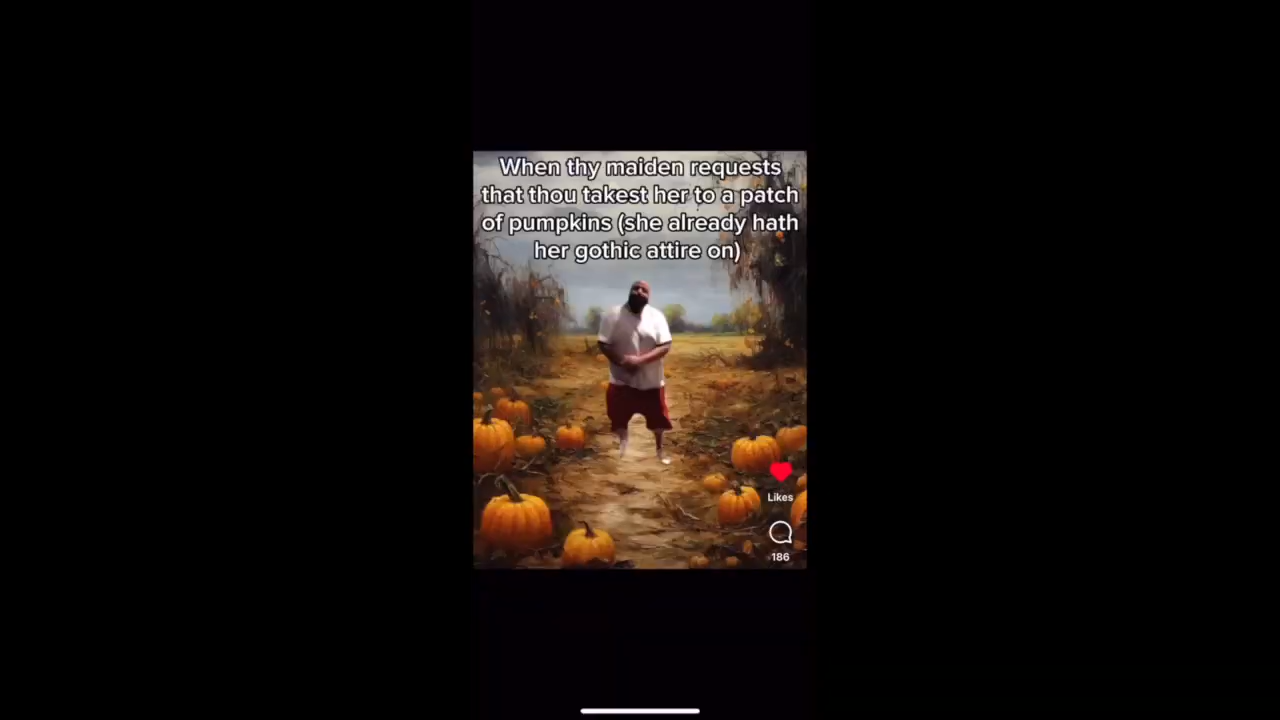 When thy maiden requests
that thou takest her to a patch
of pumpkins (she already hath
her gothic attire on)
Likes
186